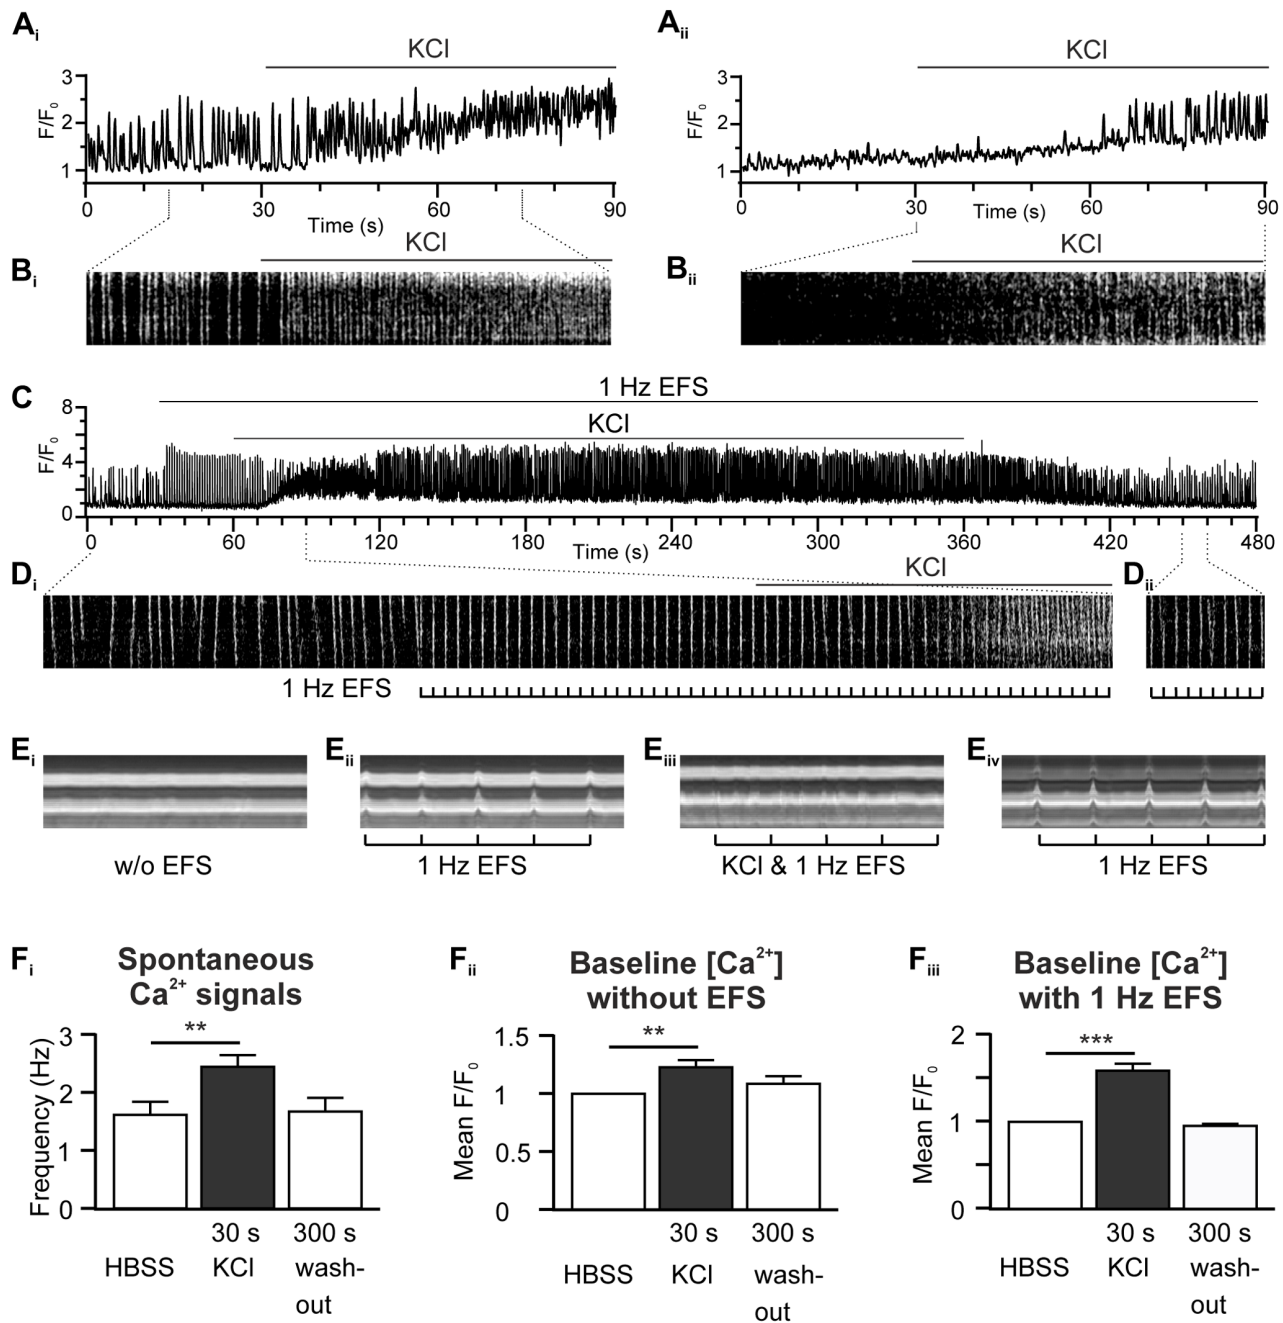 Ai
Aii
KCl
KCl
3
2
1
F/F0
0
30
60
90
Time (s)
3
2
1
F/F0
0
30
60
90
Time (s)
Bi
KCl
Bii
KCl
C
1 Hz EFS
KCl
8
4
0
F/F0
0
60
120
180
240
300
360
420
480
Time (s)
Di
KCl
Dii
1 Hz EFS
Ei
Eii
Eiii
Eiv
w/o EFS
1 Hz EFS
KCl & 1 Hz EFS
1 Hz EFS
Fi
Spontaneous
Ca2+ signals
**
3
2
1
0
Frequency (Hz)
30 s
300 s
HBSS
KCl
wash-
out
Fii
Baseline [Ca2+]
without EFS
**
1.5
1
0.5
0
Mean F/F0
30 s
300 s
HBSS
KCl
wash-
out
Fiii
Baseline [Ca2+]
with 1 Hz EFS
***
2
1
0
Mean F/F0
30 s
300 s
HBSS
KCl
wash-
out